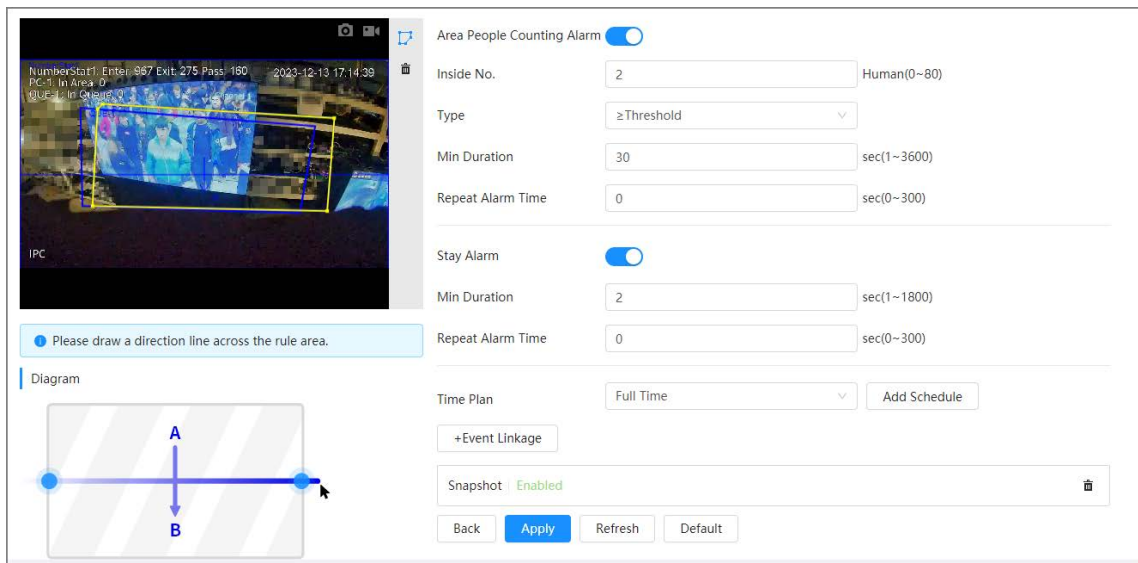 NumberStat1: Enter: 967 Exit: 275 Pass: 160
2023-12-13 17:14:39
PC-1: In Area: 0
QUE-1: In Queue: 0
IPC
Please draw a direction line across the rule area.
Diagram
A
B
Area People Counting Alarm
Inside No. 2 Human(0~80)
Type ≥Threshold
Min Duration 30 sec(1~3600)
Repeat Alarm Time 0 sec(0~300)
Stay Alarm
Min Duration 2 sec(1~1800)
Repeat Alarm Time 0 sec(0~300)
Time Plan Full Time Add Schedule
+Event Linkage
Snapshot Enabled
Back Apply Refresh Default